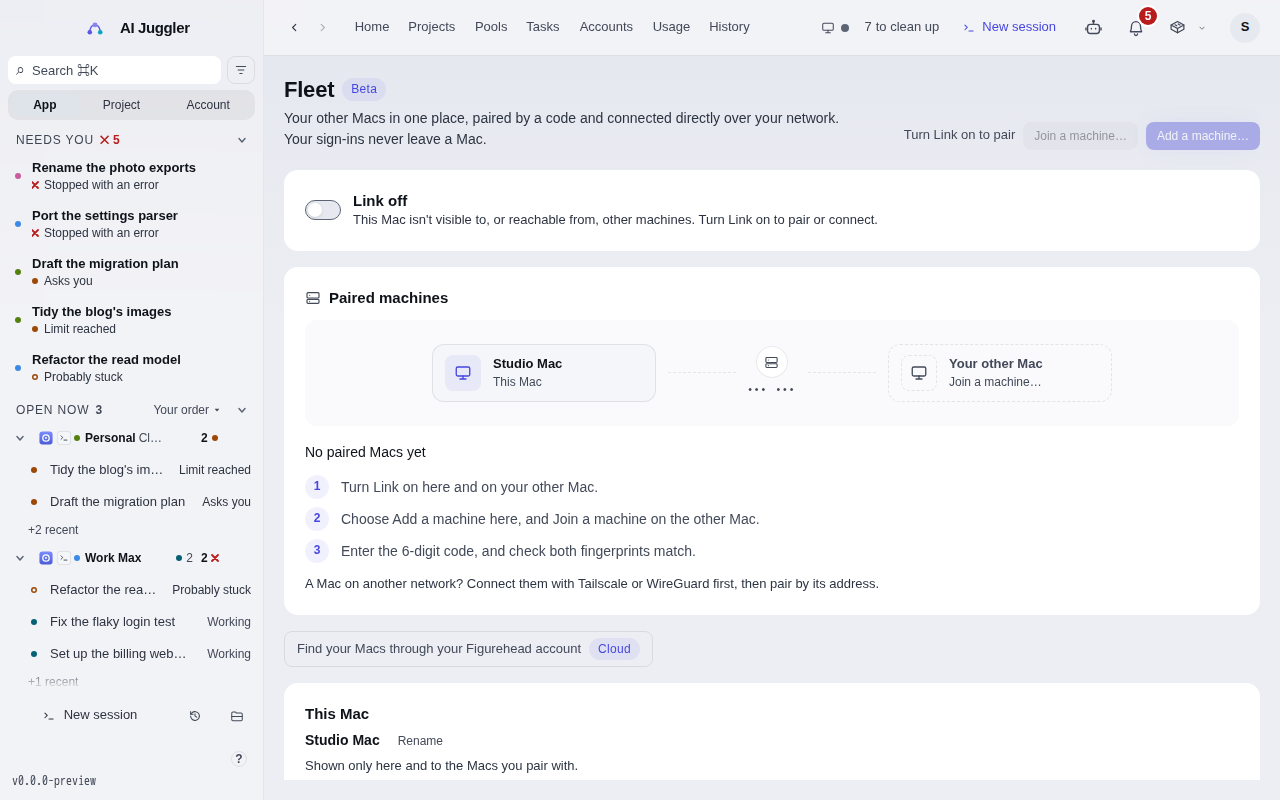 AI Juggler
Search ⌘K
App Project Account
NEEDS YOU 5
Rename the photo exports
Stopped with an error
Port the settings parser
Stopped with an error
Draft the migration plan
Asks you
Tidy the blog's images
Limit reached
Refactor the read model
Probably stuck
OPEN NOW 3 Your order
Personal Cl… 2
Tidy the blog's im… Limit reached
Draft the migration plan Asks you
+2 recent
Work Max 2 2
Refactor the rea… Probably stuck
Fix the flaky login test Working
Set up the billing web… Working
+1 recent
New session
?
v0.0.0-preview
Home Projects Pools Tasks Accounts Usage History 7 to clean up New session 5 S
Fleet Beta
Your other Macs in one place, paired by a code and connected directly over your network.
Your sign-ins never leave a Mac.
Turn Link on to pair Join a machine… Add a machine…
Link off
This Mac isn't visible to, or reachable from, other machines. Turn Link on to pair or connect.
Paired machines
Studio Mac
This Mac
••• •••
Your other Mac
Join a machine…
No paired Macs yet
1 Turn Link on here and on your other Mac.
2 Choose Add a machine here, and Join a machine on the other Mac.
3 Enter the 6-digit code, and check both fingerprints match.
A Mac on another network? Connect them with Tailscale or WireGuard first, then pair by its address.
Find your Macs through your Figurehead account Cloud
This Mac
Studio Mac Rename
Shown only here and to the Macs you pair with.